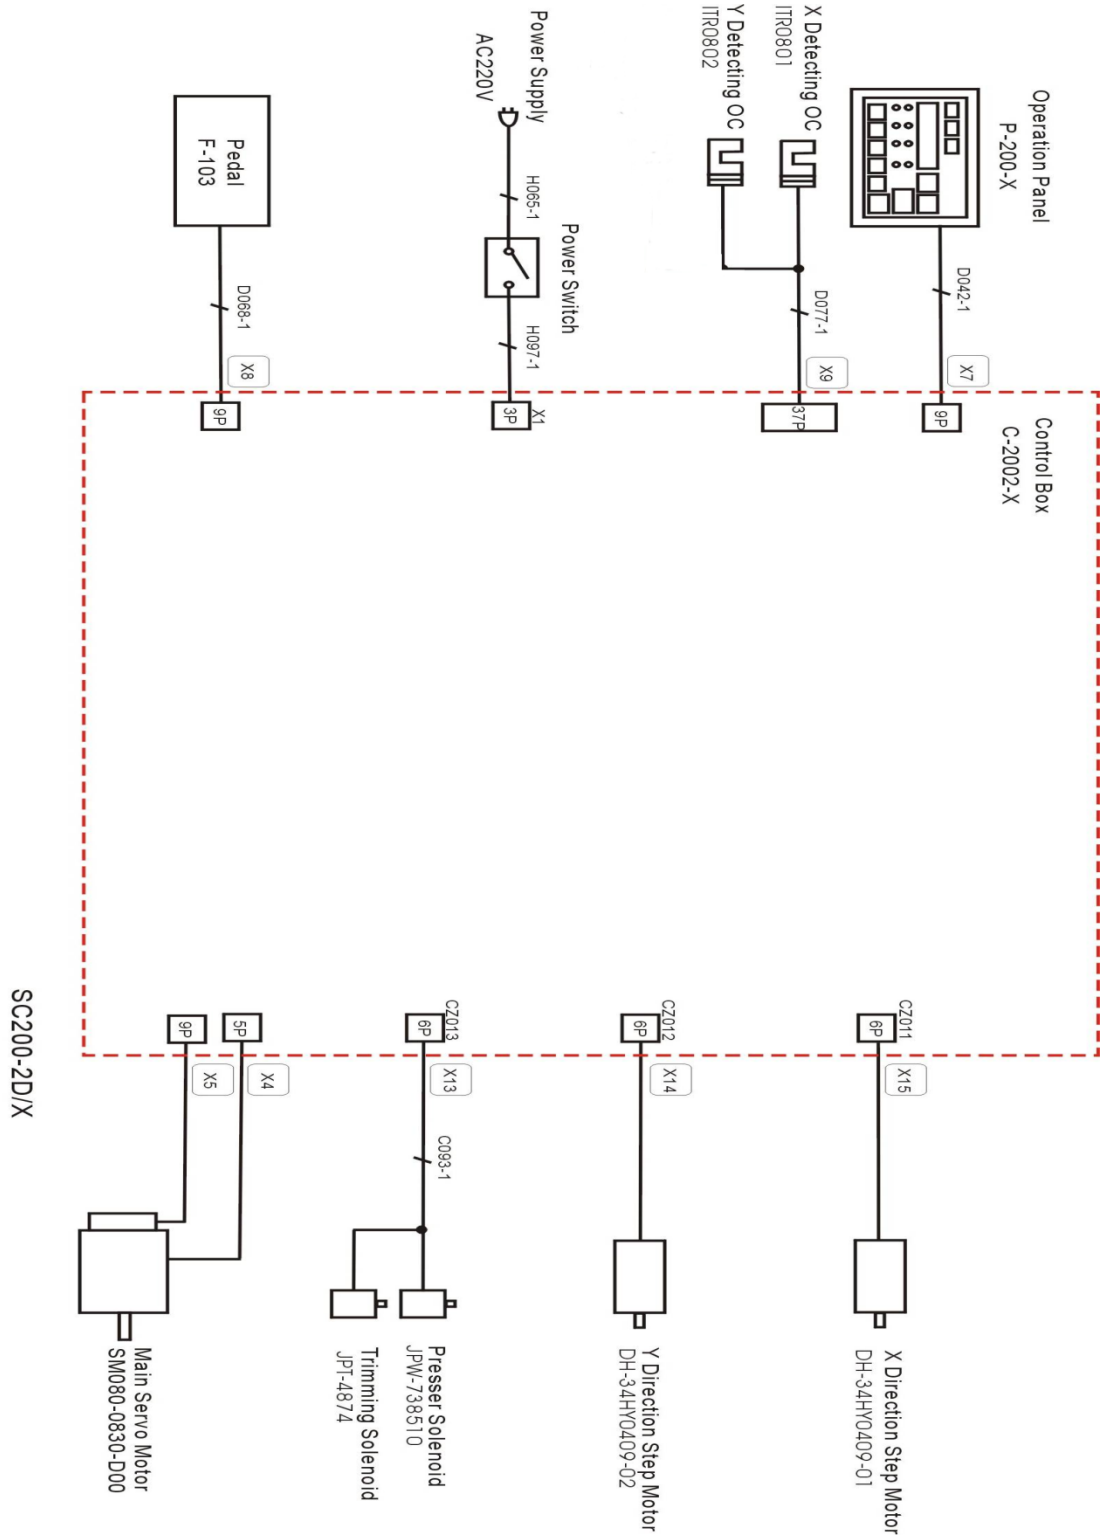 Operation Panel
P-200-X
D042-1
X7
9P
Control Box
C-2002-X
X Detecting OC
ITR0801
Y Detecting OC
ITR0802
D077-1
X9
37P
Power Supply
AC220V
H065-1
Power Switch
H097-1
X1
3P
Pedal
F-103
D068-1
X8
9P
CZ011
6P
X15
X Direction Step Motor
DH-34HY0409-01
CZ012
6P
X14
Y Direction Step Motor
DH-34HY0409-02
CZ013
6P
X13
C093-1
Presser Solenoid
JPW-738510
Trimming Solenoid
JPT-4874
5P
X4
9P
X5
Main Servo Motor
SM080-0830-D00
SC200-2D/X